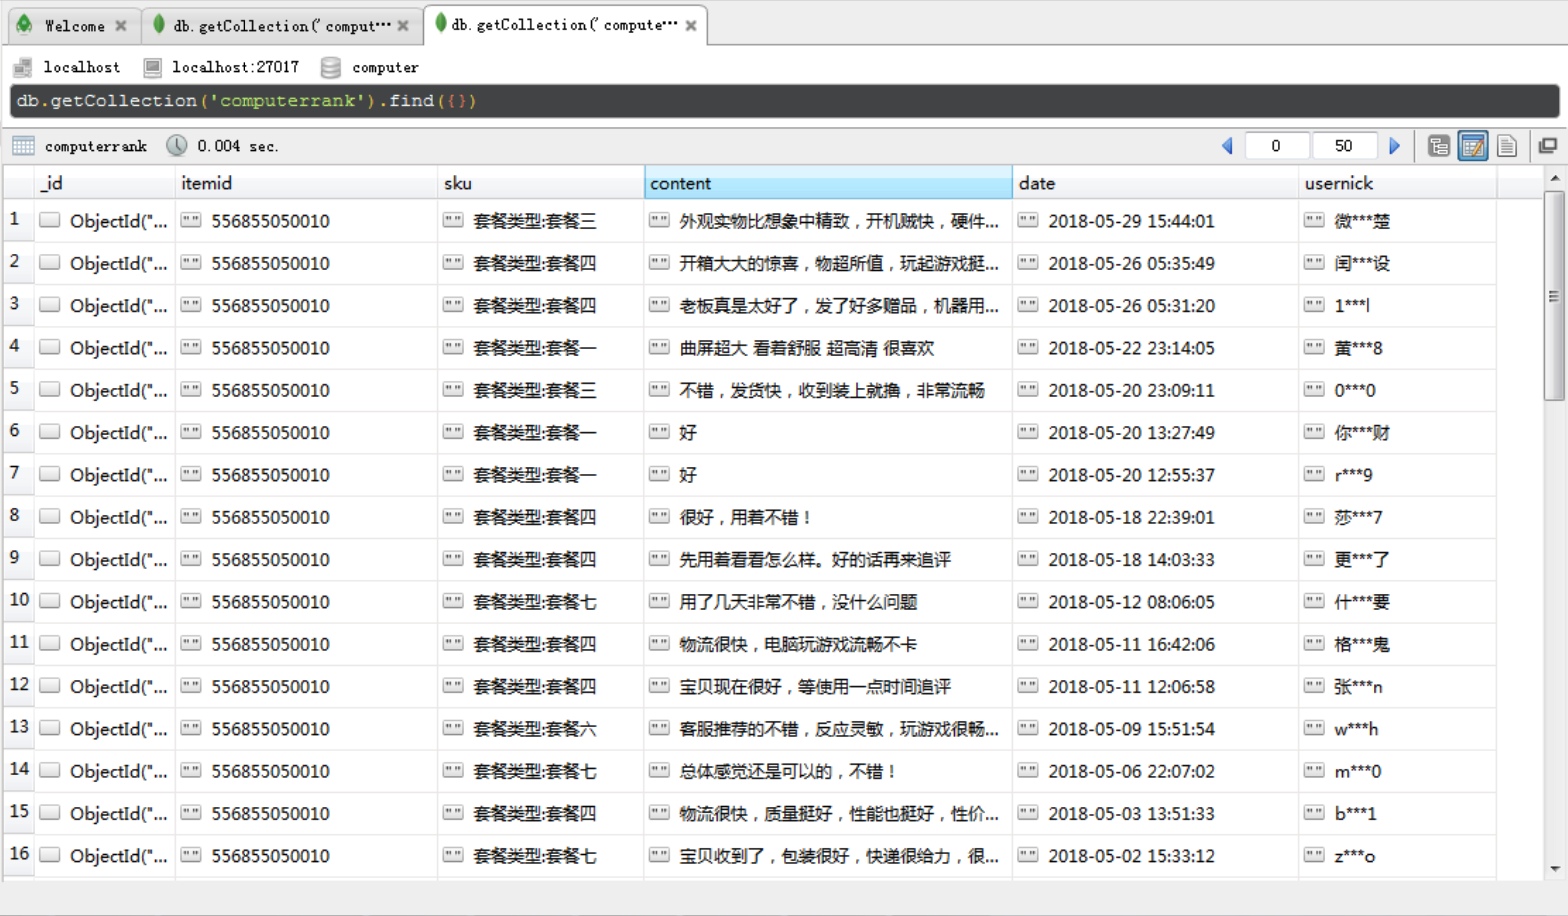 Welcome db.getCollection('comput··· db.getCollection('compute···
localhost localhost:27017 computer
db.getCollection('computerrank').find({})
computerrank 0.004 sec. 0 50
_id itemid sku content date usernick
1 ObjectId("... "" 556855050010 "" 套餐类型:套餐三 "" 外观实物比想象中精致，开机贼快，硬件... "" 2018-05-29 15:44:01 "" 微***楚
2 ObjectId("... "" 556855050010 "" 套餐类型:套餐四 "" 开箱大大的惊喜，物超所值，玩起游戏挺... "" 2018-05-26 05:35:49 "" 闰***设
3 ObjectId("... "" 556855050010 "" 套餐类型:套餐四 "" 老板真是太好了，发了好多赠品，机器用... "" 2018-05-26 05:31:20 "" 1***l
4 ObjectId("... "" 556855050010 "" 套餐类型:套餐一 "" 曲屏超大 看着舒服 超高清 很喜欢 "" 2018-05-22 23:14:05 "" 黄***8
5 ObjectId("... "" 556855050010 "" 套餐类型:套餐三 "" 不错，发货快，收到装上就撸，非常流畅 "" 2018-05-20 23:09:11 "" 0***0
6 ObjectId("... "" 556855050010 "" 套餐类型:套餐一 "" 好 "" 2018-05-20 13:27:49 "" 你***财
7 ObjectId("... "" 556855050010 "" 套餐类型:套餐一 "" 好 "" 2018-05-20 12:55:37 "" r***9
8 ObjectId("... "" 556855050010 "" 套餐类型:套餐四 "" 很好，用着不错！ "" 2018-05-18 22:39:01 "" 莎***7
9 ObjectId("... "" 556855050010 "" 套餐类型:套餐四 "" 先用着看看怎么样。好的话再来追评 "" 2018-05-18 14:03:33 "" 更***了
10 ObjectId("... "" 556855050010 "" 套餐类型:套餐七 "" 用了几天非常不错，没什么问题 "" 2018-05-12 08:06:05 "" 什***要
11 ObjectId("... "" 556855050010 "" 套餐类型:套餐四 "" 物流很快，电脑玩游戏流畅不卡 "" 2018-05-11 16:42:06 "" 格***鬼
12 ObjectId("... "" 556855050010 "" 套餐类型:套餐四 "" 宝贝现在很好，等使用一点时间追评 "" 2018-05-11 12:06:58 "" 张***n
13 ObjectId("... "" 556855050010 "" 套餐类型:套餐六 "" 客服推荐的不错，反应灵敏，玩游戏很畅... "" 2018-05-09 15:51:54 "" w***h
14 ObjectId("... "" 556855050010 "" 套餐类型:套餐七 "" 总体感觉还是可以的，不错！ "" 2018-05-06 22:07:02 "" m***0
15 ObjectId("... "" 556855050010 "" 套餐类型:套餐四 "" 物流很快，质量挺好，性能也挺好，性价... "" 2018-05-03 13:51:33 "" b***1
16 ObjectId("... "" 556855050010 "" 套餐类型:套餐七 "" 宝贝收到了，包装很好，快递很给力，很... "" 2018-05-02 15:33:12 "" z***o